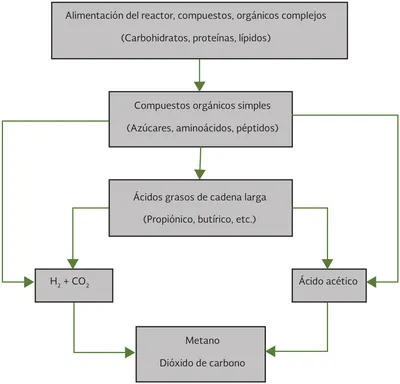 Alimentación del reactor, compuestos, orgánicos complejos
(Carbohidratos, proteínas, lípidos)
Compuestos orgánicos simples
(Azúcares, aminoácidos, péptidos)
Ácidos grasos de cadena larga
(Propiónico, butírico, etc.)
H₂ + CO₂
Ácido acético
Metano
Dióxido de carbono